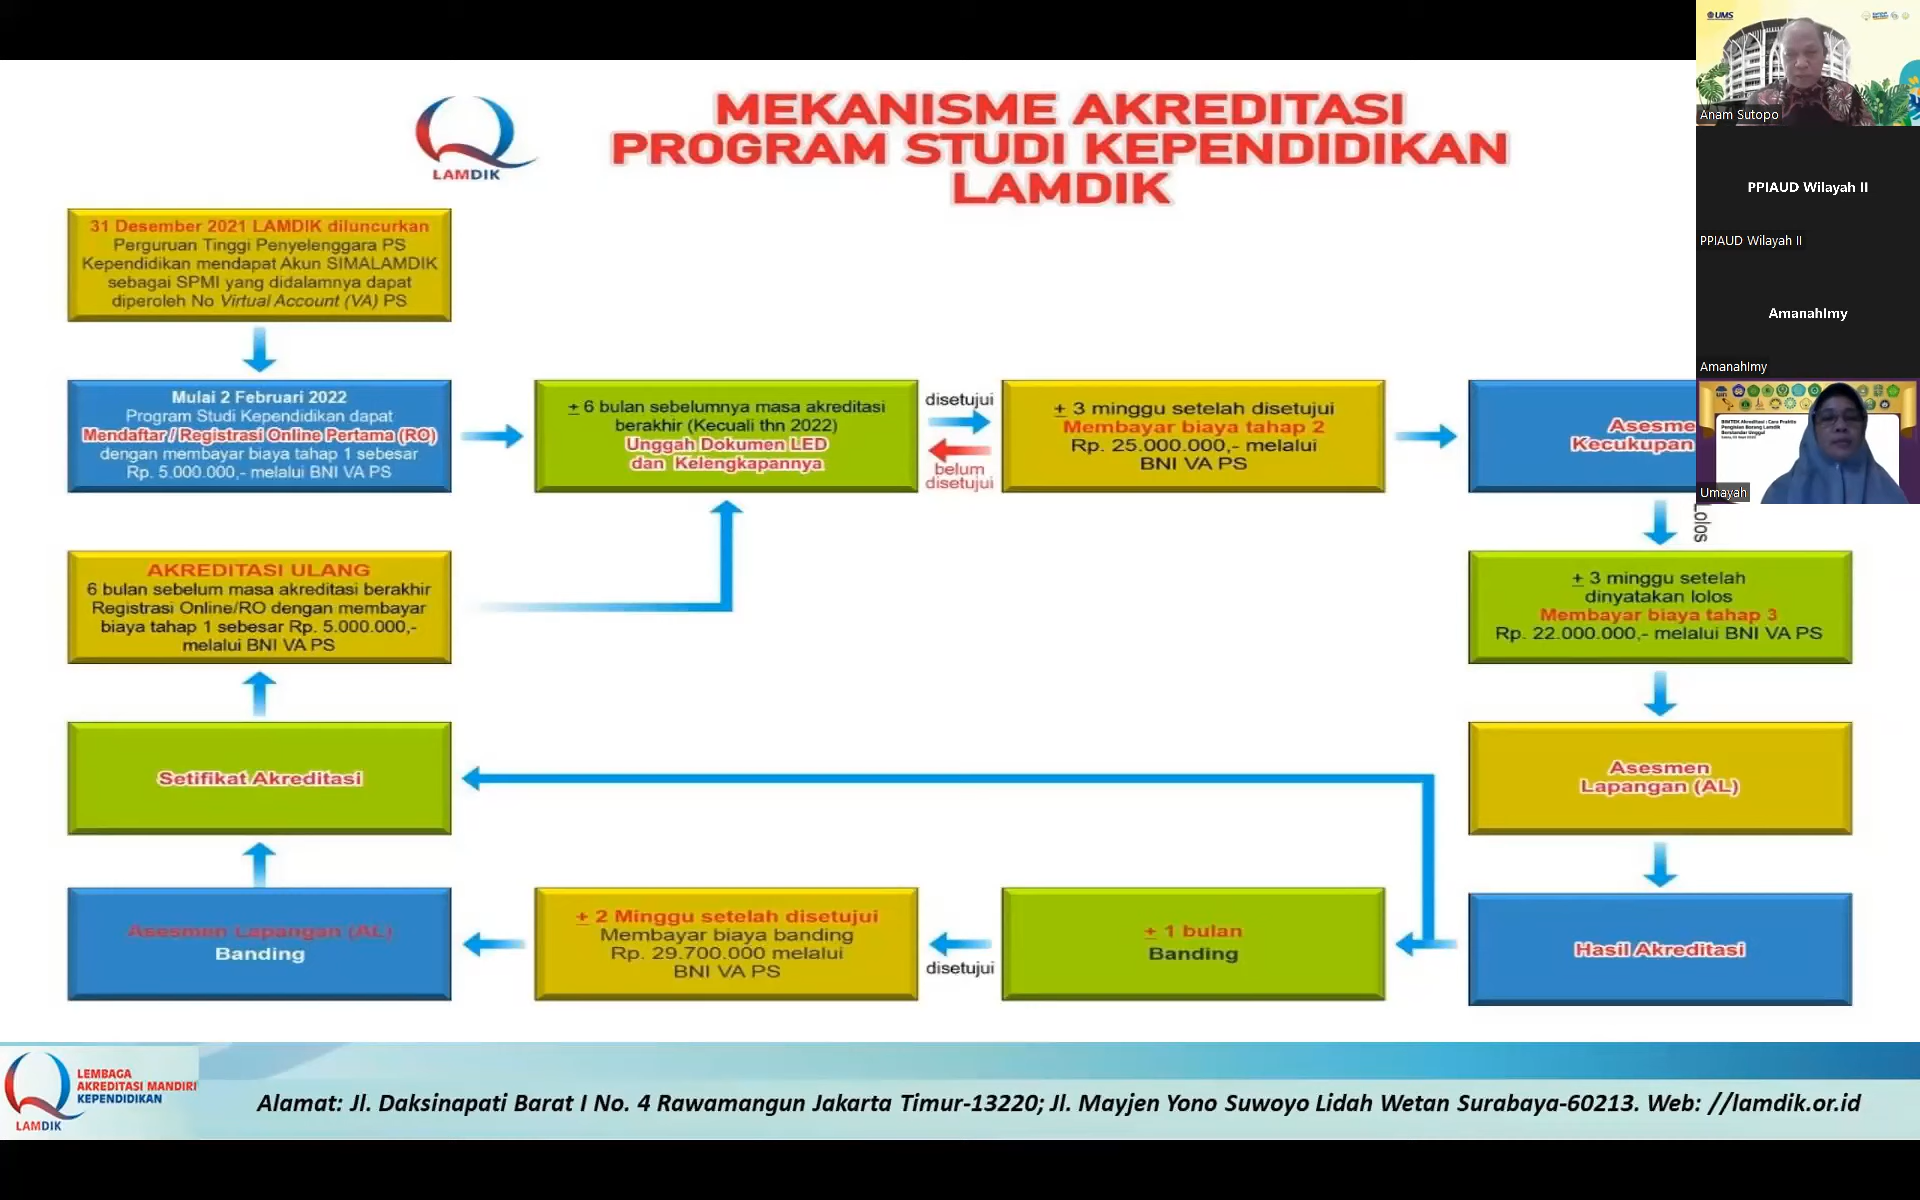 MEKANISME AKREDITASI
PROGRAM STUDI KEPENDIDIKAN
LAMDIK
LAMDIK
31 Desember 2021 LAMDIK diluncurkan
Perguruan Tinggi Penyelenggara PS
Kependidikan mendapat Akun SIMALAMDIK
sebagai SPMI yang didalamnya dapat
diperoleh No Virtual Account (VA) PS
Mulai 2 Februari 2022
Program Studi Kependidikan dapat
Mendaftar / Registrasi Online Pertama (RO)
dengan membayar biaya tahap 1 sebesar
Rp. 5.000.000,- melalui BNI VA PS
± 6 bulan sebelumnya masa akreditasi
berakhir (Kecuali thn 2022)
Unggah Dokumen LED
dan Kelengkapannya
disetujui
belum
disetujui
± 3 minggu setelah disetujui
Membayar biaya tahap 2
Rp. 25.000.000,- melalui
BNI VA PS
Asesme
Kecukupan
Lolos
± 3 minggu setelah
dinyatakan lolos
Membayar biaya tahap 3
Rp. 22.000.000,- melalui BNI VA PS
Asesmen
Lapangan (AL)
Hasil Akreditasi
± 1 bulan
Banding
disetujui
± 2 Minggu setelah disetujui
Membayar biaya banding
Rp. 29.700.000 melalui
BNI VA PS
Asesmen Lapangan (AL)
Banding
Setifikat Akreditasi
AKREDITASI ULANG
6 bulan sebelum masa akreditasi berakhir
Registrasi Online/RO dengan membayar
biaya tahap 1 sebesar Rp. 5.000.000,-
melalui BNI VA PS
UMS
Anam Sutopo
PPIAUD Wilayah II
PPIAUD Wilayah II
AmanahImy
AmanahImy
BIMTEK Akreditasi : Cara Praktis
Pengisian Borang Lamdik
Berstandar Unggul
Umayah
LEMBAGA
AKREDITASI MANDIRI
KEPENDIDIKAN
LAMDIK
Alamat: Jl. Daksinapati Barat I No. 4 Rawamangun Jakarta Timur-13220; Jl. Mayjen Yono Suwoyo Lidah Wetan Surabaya-60213. Web: //lamdik.or.id